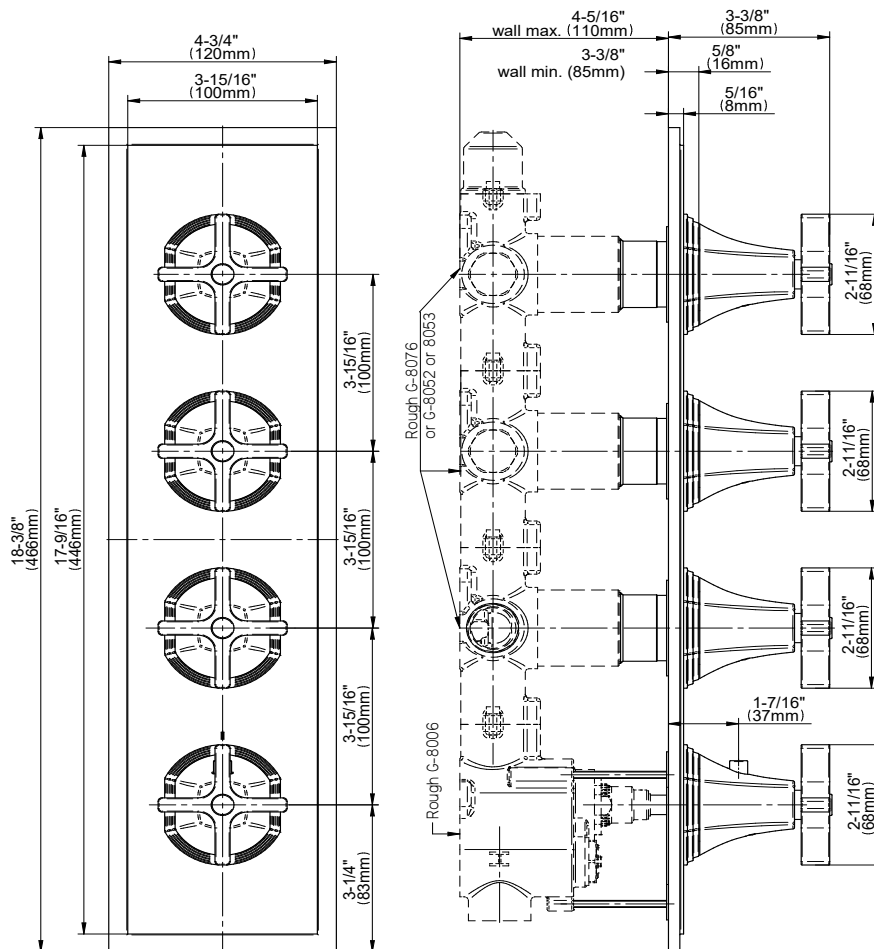 4-3/4"
(120mm)
3-15/16"
(100mm)
4-5/16"
wall max. (110mm)
3-3/8"
wall min. (85mm)
3-3/8"
(85mm)
5/8"
(16mm)
5/16"
(8mm)
18-3/8"
(466mm)
17-9/16"
(446mm)
3-15/16"
(100mm)
3-15/16"
(100mm)
3-15/16"
(100mm)
3-1/4"
(83mm)
Rough G-8076
or G-8052 or 8053
Rough G-8006
2-11/16"
(68mm)
2-11/16"
(68mm)
2-11/16"
(68mm)
1-7/16"
(37mm)
2-11/16"
(68mm)